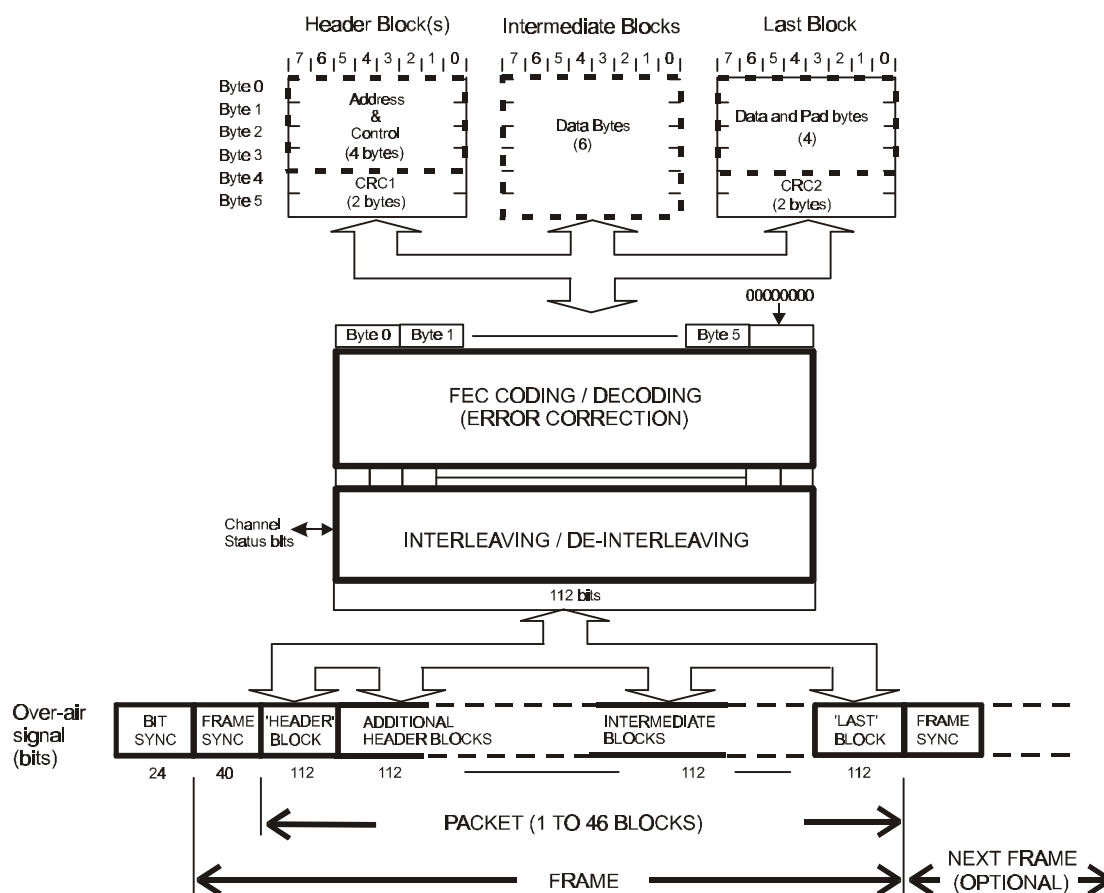 Header Block(s) Intermediate Blocks Last Block
7 6 5 4 3 2 1 0 7 6 5 4 3 2 1 0 7 6 5 4 3 2 1 0
Byte 0
Byte 1
Byte 2
Byte 3
Byte 4
Byte 5
Address
&
Control
(4 bytes)
CRC1
(2 bytes)
Data Bytes
(6)
Data and Pad bytes
(4)
CRC2
(2 bytes)
00000000
Byte 0 Byte 1 Byte 5
FEC CODING / DECODING
(ERROR CORRECTION)
Channel
Status bits
INTERLEAVING / DE-INTERLEAVING
112 bits
Over-air
signal
(bits)
BIT
SYNC
FRAME
SYNC
'HEADER'
BLOCK
ADDITIONAL
HEADER BLOCKS
INTERMEDIATE
BLOCKS
'LAST'
BLOCK
FRAME
SYNC
24 40 112 112 112 112
PACKET (1 TO 46 BLOCKS)
FRAME
NEXT FRAME
(OPTIONAL)